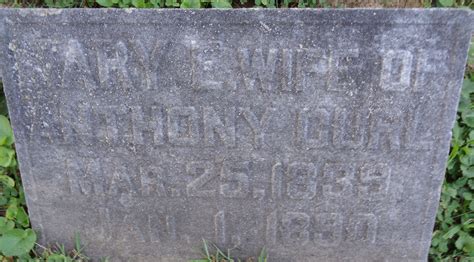 MARY E. WIFE OF
ANTHONY CURL
MAR. 25, 1839
JAN. 1, 1890